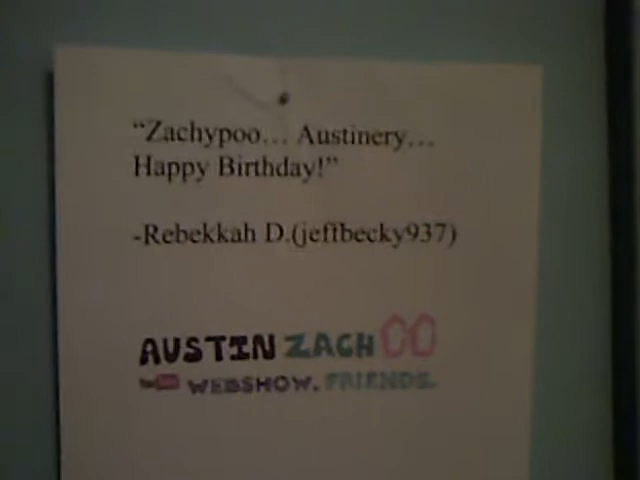 “Zachypoo… Austinery…
Happy Birthday!”
-Rebekkah D.(jeffbecky937)
AUSTIN ZACH
WEBSHOW. FRIENDS.